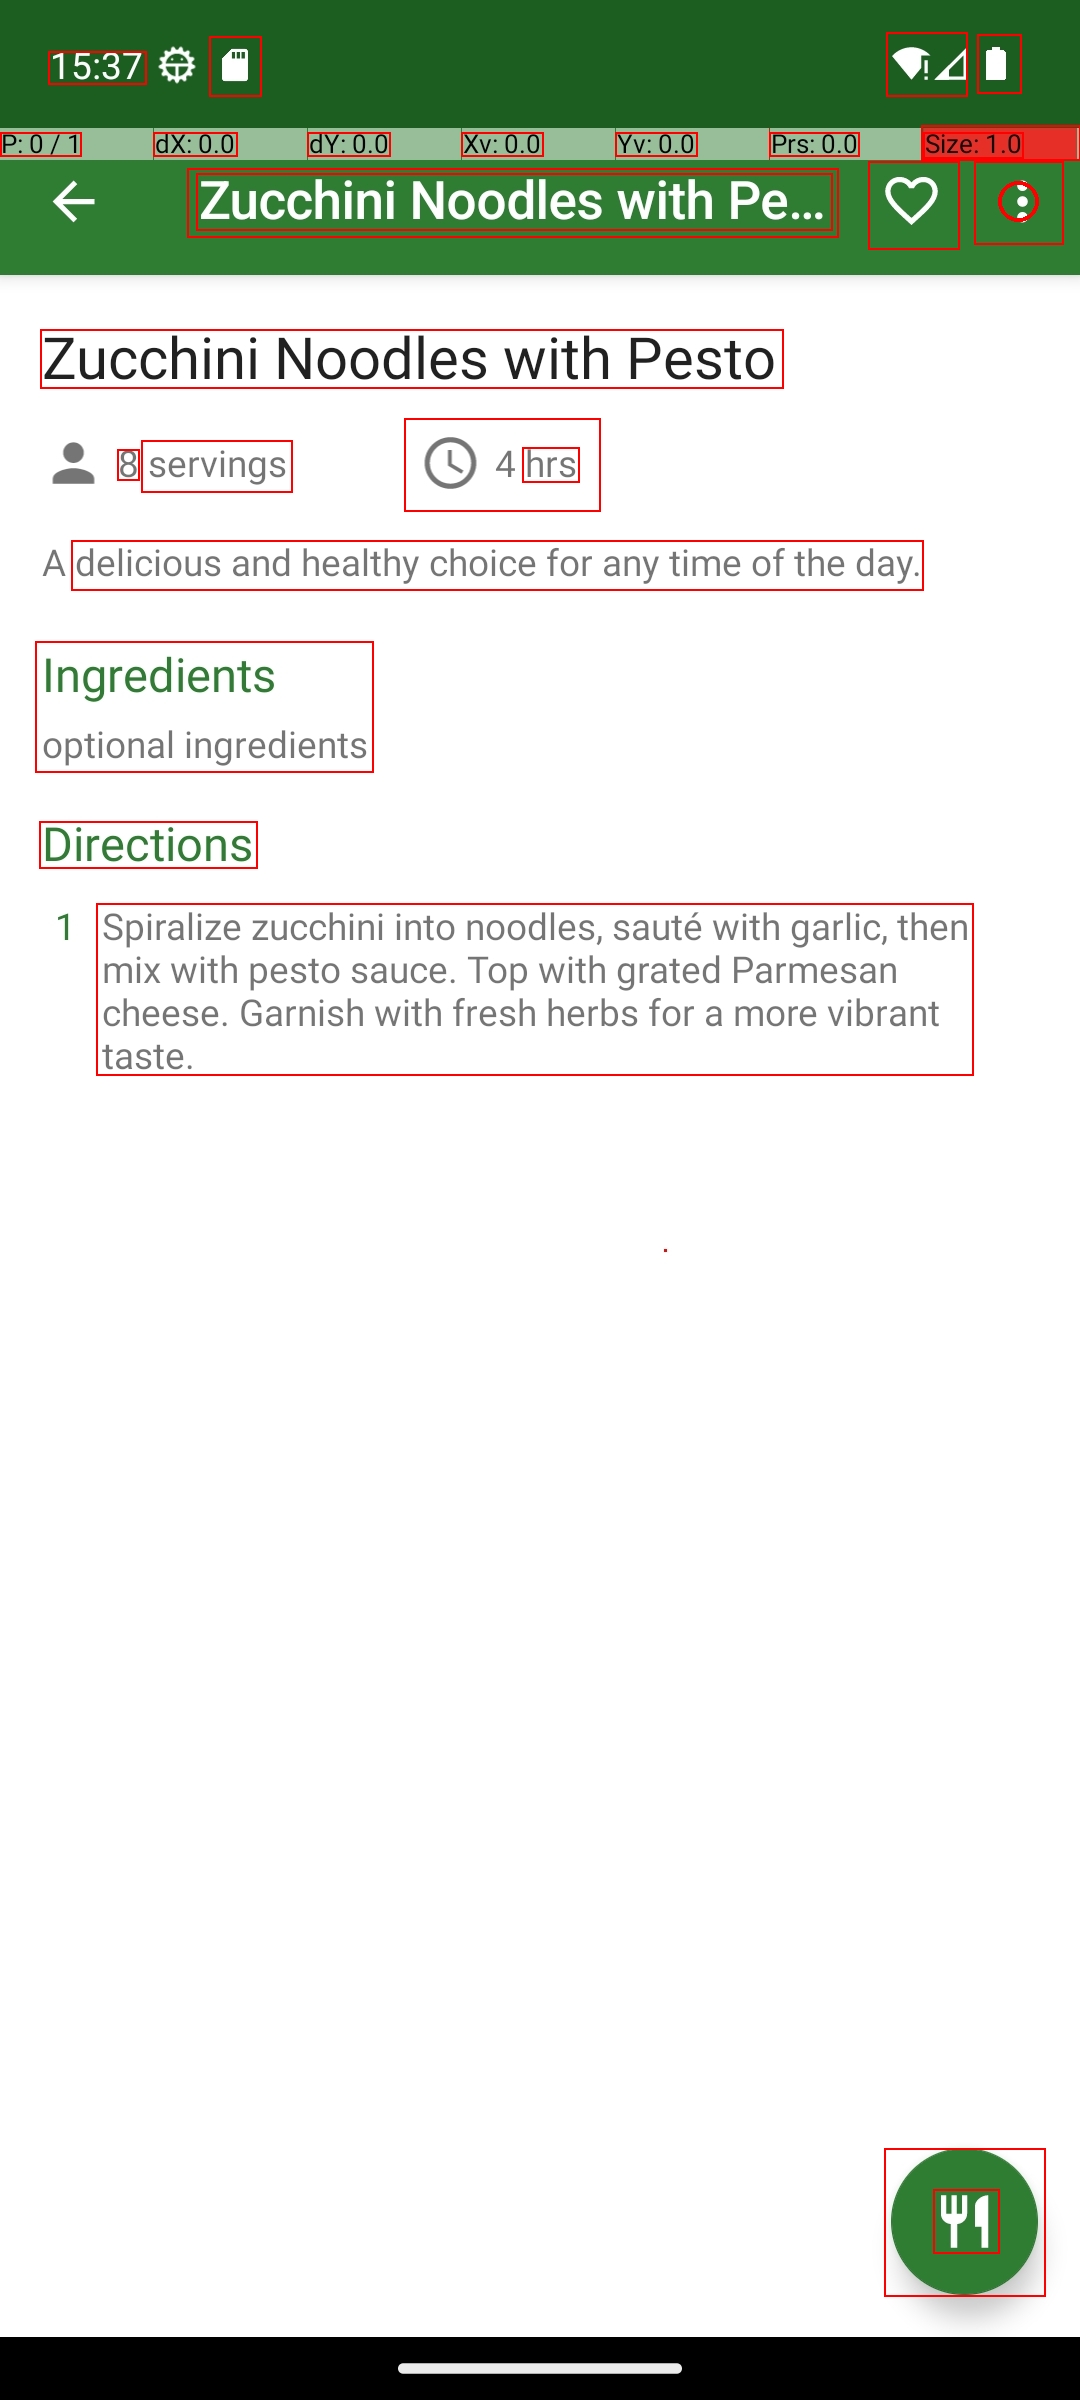 15:37
P: 0 / 1 dX: 0.0 dY: 0.0 Xv: 0.0 Yv: 0.0 Prs: 0.0 Size: 1.0
Zucchini Noodles with Pe...
Zucchini Noodles with Pesto
8 servings 4 hrs
A delicious and healthy choice for any time of the day.
Ingredients
optional ingredients
Directions
1 Spiralize zucchini into noodles, sauté with garlic, then
mix with pesto sauce. Top with grated Parmesan
cheese. Garnish with fresh herbs for a more vibrant
taste.